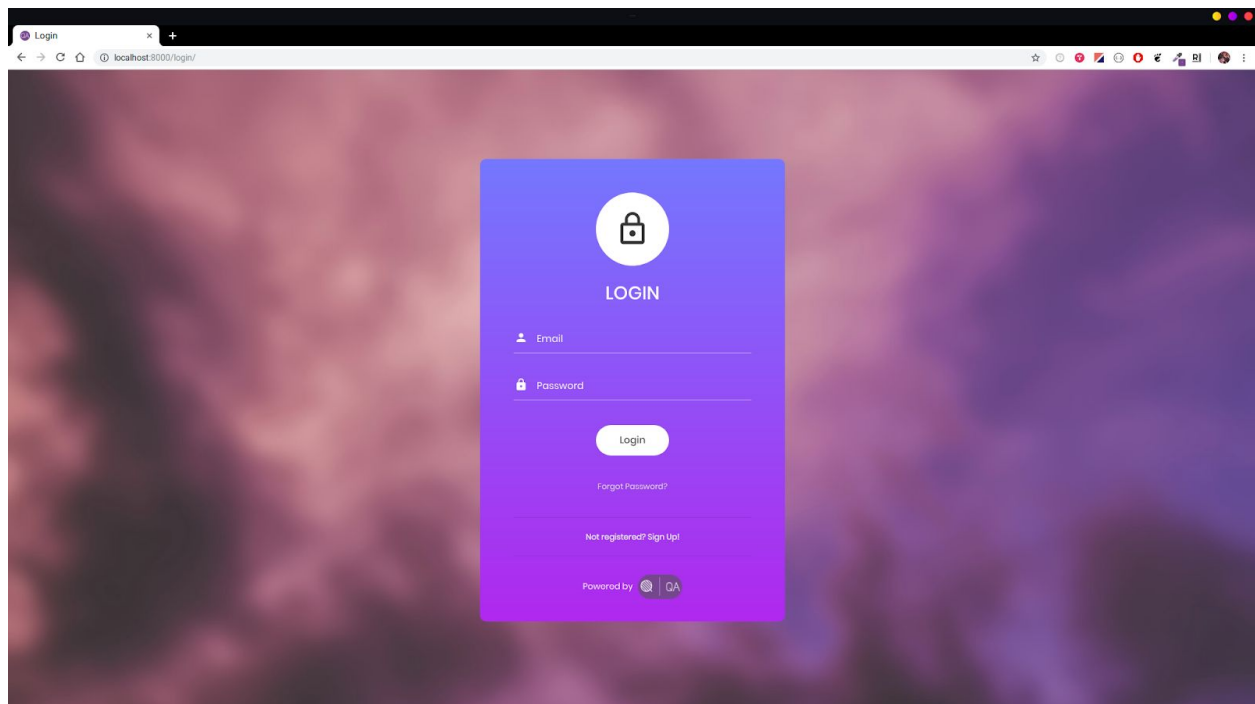 Login
localhost:8000/login/
LOGIN
Email
Password
Login
Forgot Password?
Not registered? Sign Up!
Powered by QA